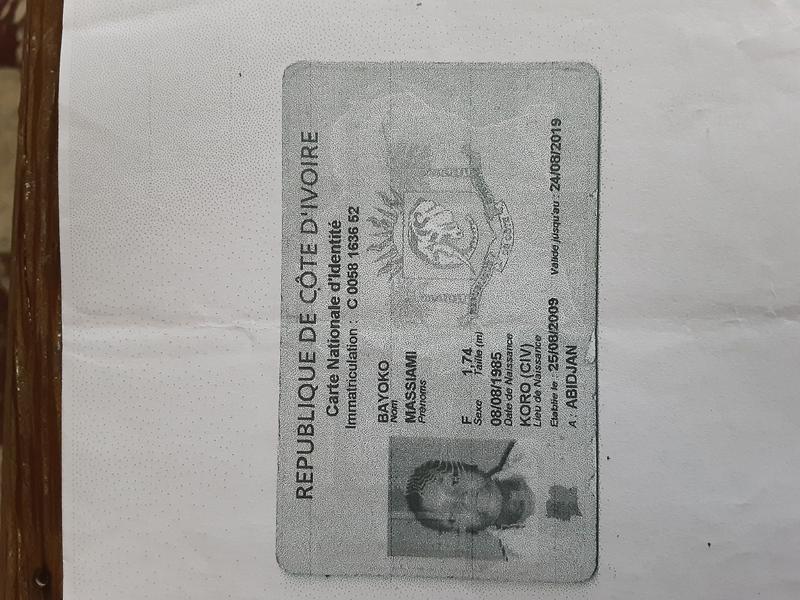 REPUBLIQUE DE CÔTE D'IVOIRE
Carte Nationale d'Identité
Immatriculation : C 0058 1636 52
BAYOKO
Nom
MASSIAMI
Prénoms
F 1,74
Sexe Taille (m)
08/08/1985
Date de Naissance
KORO (CIV)
Lieu de Naissance
Etablie le : 25/08/2009 Valide jusqu'au : 24/08/2019
A : ABIDJAN